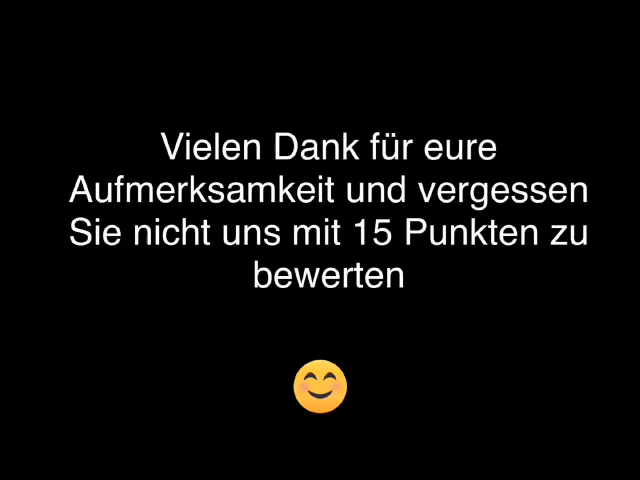 Vielen Dank für eure
Aufmerksamkeit und vergessen
Sie nicht uns mit 15 Punkten zu
bewerten